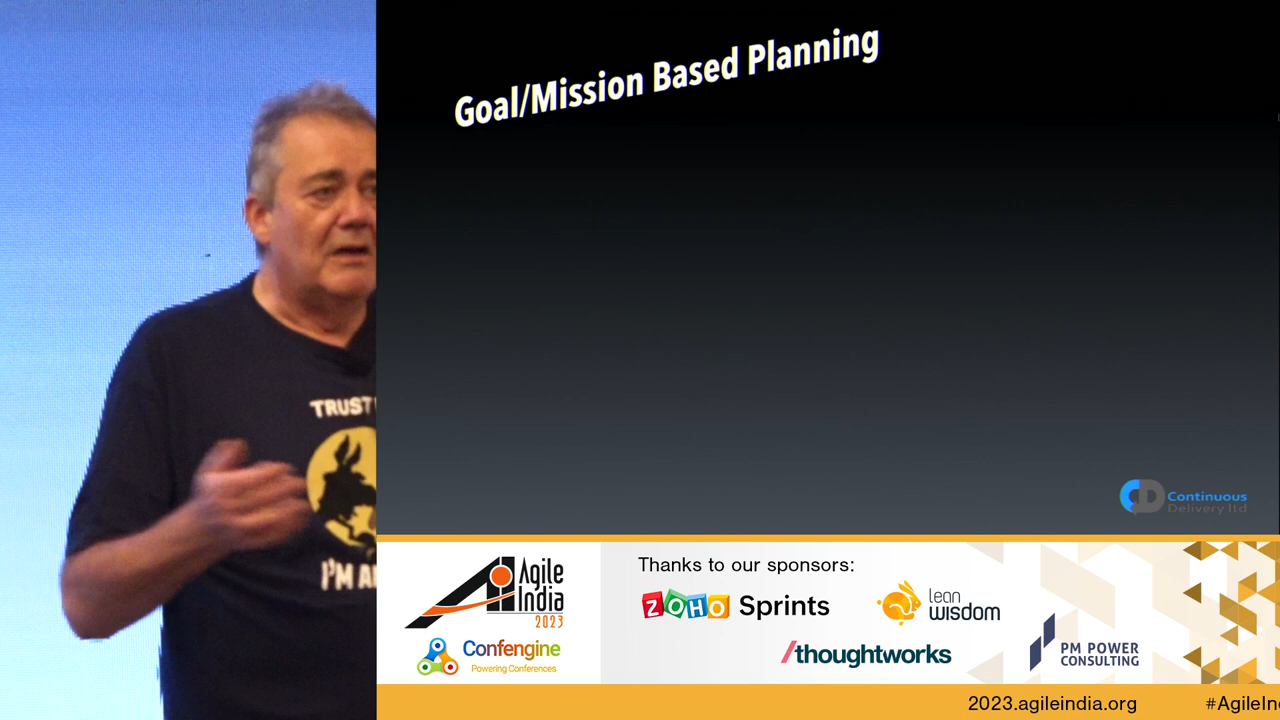 Goal/Mission Based Planning
TRUST
I'M A
Continuous
Delivery ltd
Agile
India
2023
Confengine
Powering Conferences
Thanks to our sponsors:
ZOHO Sprints
lean
wisdom
/thoughtworks
PM POWER
CONSULTING
2023.agileindia.org
#AgileIn